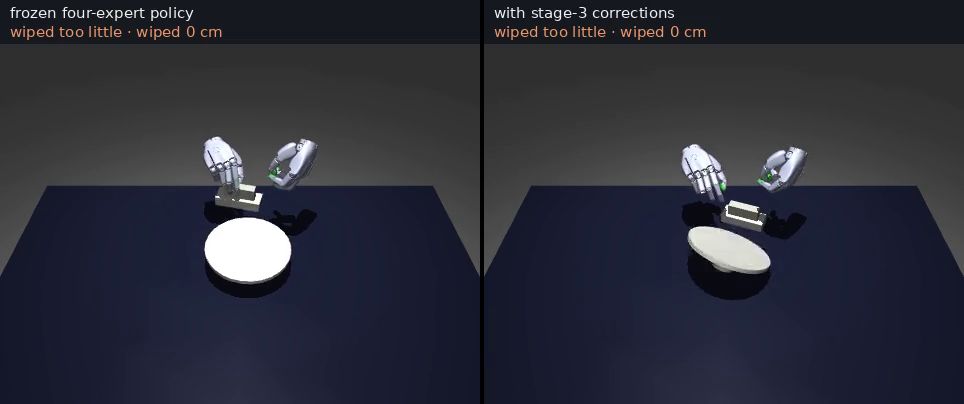 frozen four-expert policy
wiped too little · wiped 0 cm
with stage-3 corrections
wiped too little · wiped 0 cm